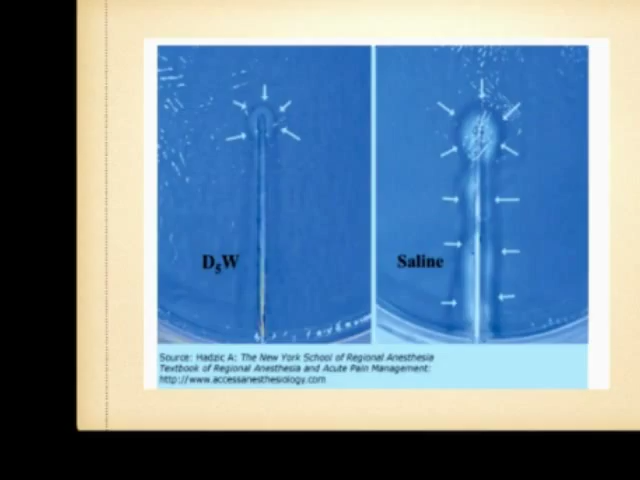 D5W
Saline
Source: Hadzic A: The New York School of Regional Anesthesia
Textbook of Regional Anesthesia and Acute Pain Management:
http://www.accessanesthesiology.com